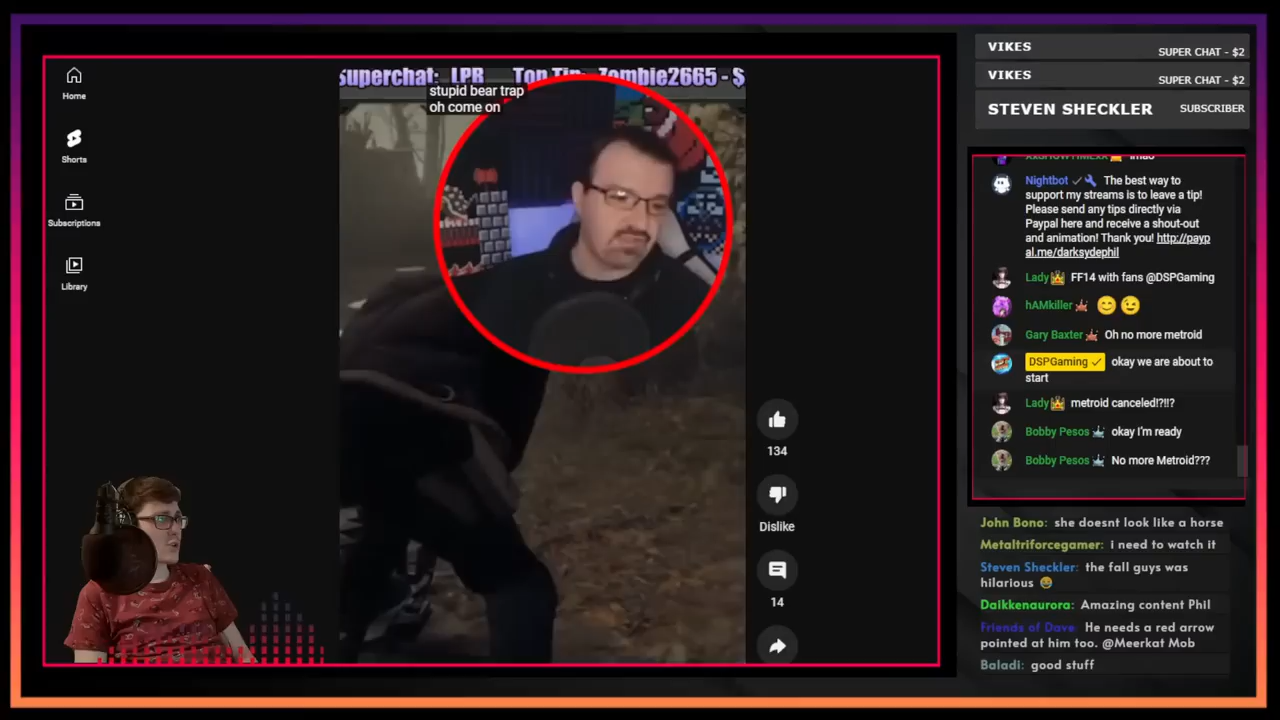 Home
Shorts
Subscriptions
Library
Superchat: LPR Top Tip: Zombie2665 - $
stupid bear trap
oh come on
134
Dislike
14
VIKES SUPER CHAT - $2
VIKES SUPER CHAT - $2
STEVEN SHECKLER SUBSCRIBER
lmao
Nightbot The best way to
support my streams is to leave a tip!
Please send any tips directly via
Paypal here and receive a shout-out
and animation! Thank you! http://payp
al.me/darksydephil
Lady FF14 with fans @DSPGaming
hAMkiller
Gary Baxter Oh no more metroid
DSPGaming okay we are about to
start
Lady metroid canceled!?!!?
Bobby Pesos okay I'm ready
Bobby Pesos No more Metroid???
John Bono: she doesnt look like a horse
Metaltriforcegamer: i need to watch it
Steven Sheckler: the fall guys was
hilarious 😂
Daikkenaurora: Amazing content Phil
Friends of Dave: He needs a red arrow
pointed at him too. @Meerkat Mob
Baladi: good stuff